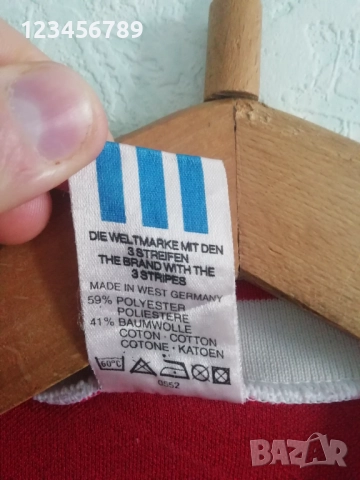 123456789
DIE WELTMARKE MIT DEN
3 STREIFEN
THE BRAND WITH THE
3 STRIPES
MADE IN WEST GERMANY
59% POLYESTER
POLIESTERE
41% BAUMWOLLE
COTON · COTTON
COTONE · KATOEN
60°C
0552
BAZAR